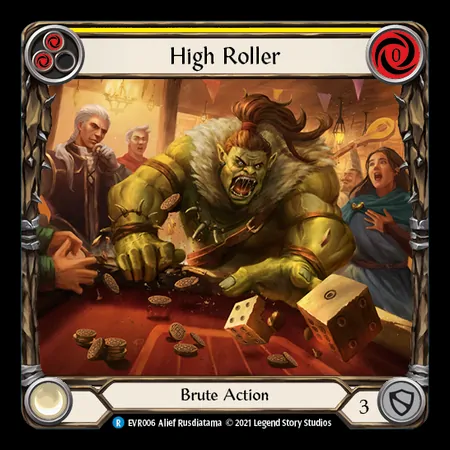 High Roller
0
Brute Action
3
R EVR006 Alief Rusdiatama © 2021 Legend Story Studios